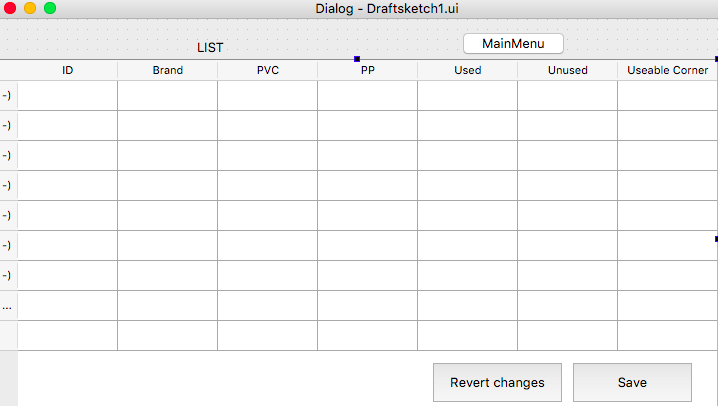 Dialog - Draftsketch1.ui
LIST
MainMenu
ID Brand PVC PP Used Unused Useable Corner
-)
-)
-)
-)
-)
-)
-)
...
Revert changes Save